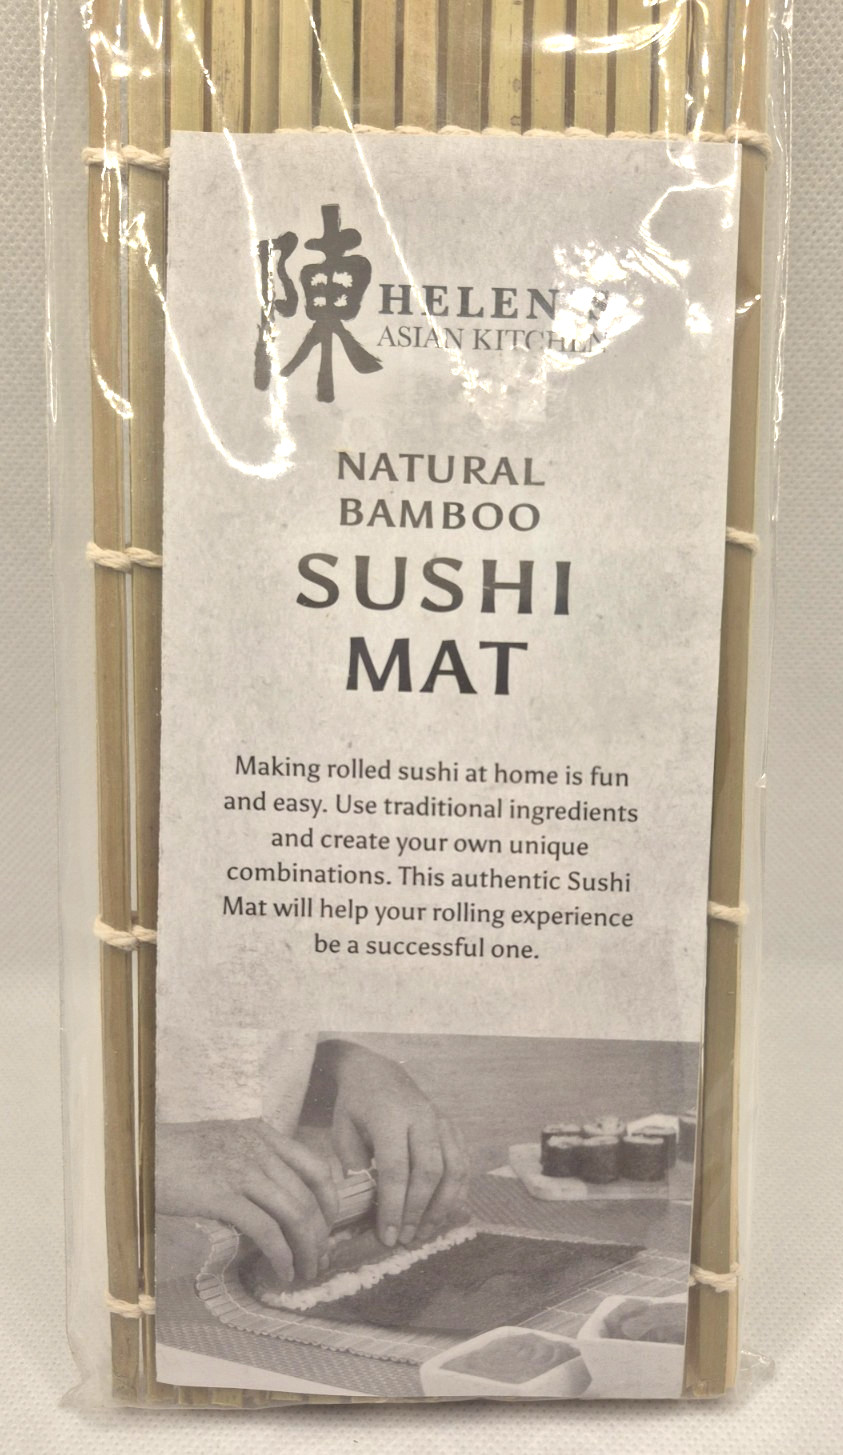 陳
HELEN'S
ASIAN KITCHEN
NATURAL
BAMBOO
SUSHI
MAT
Making rolled sushi at home is fun
and easy. Use traditional ingredients
and create your own unique
combinations. This authentic Sushi
Mat will help your rolling experience
be a successful one.